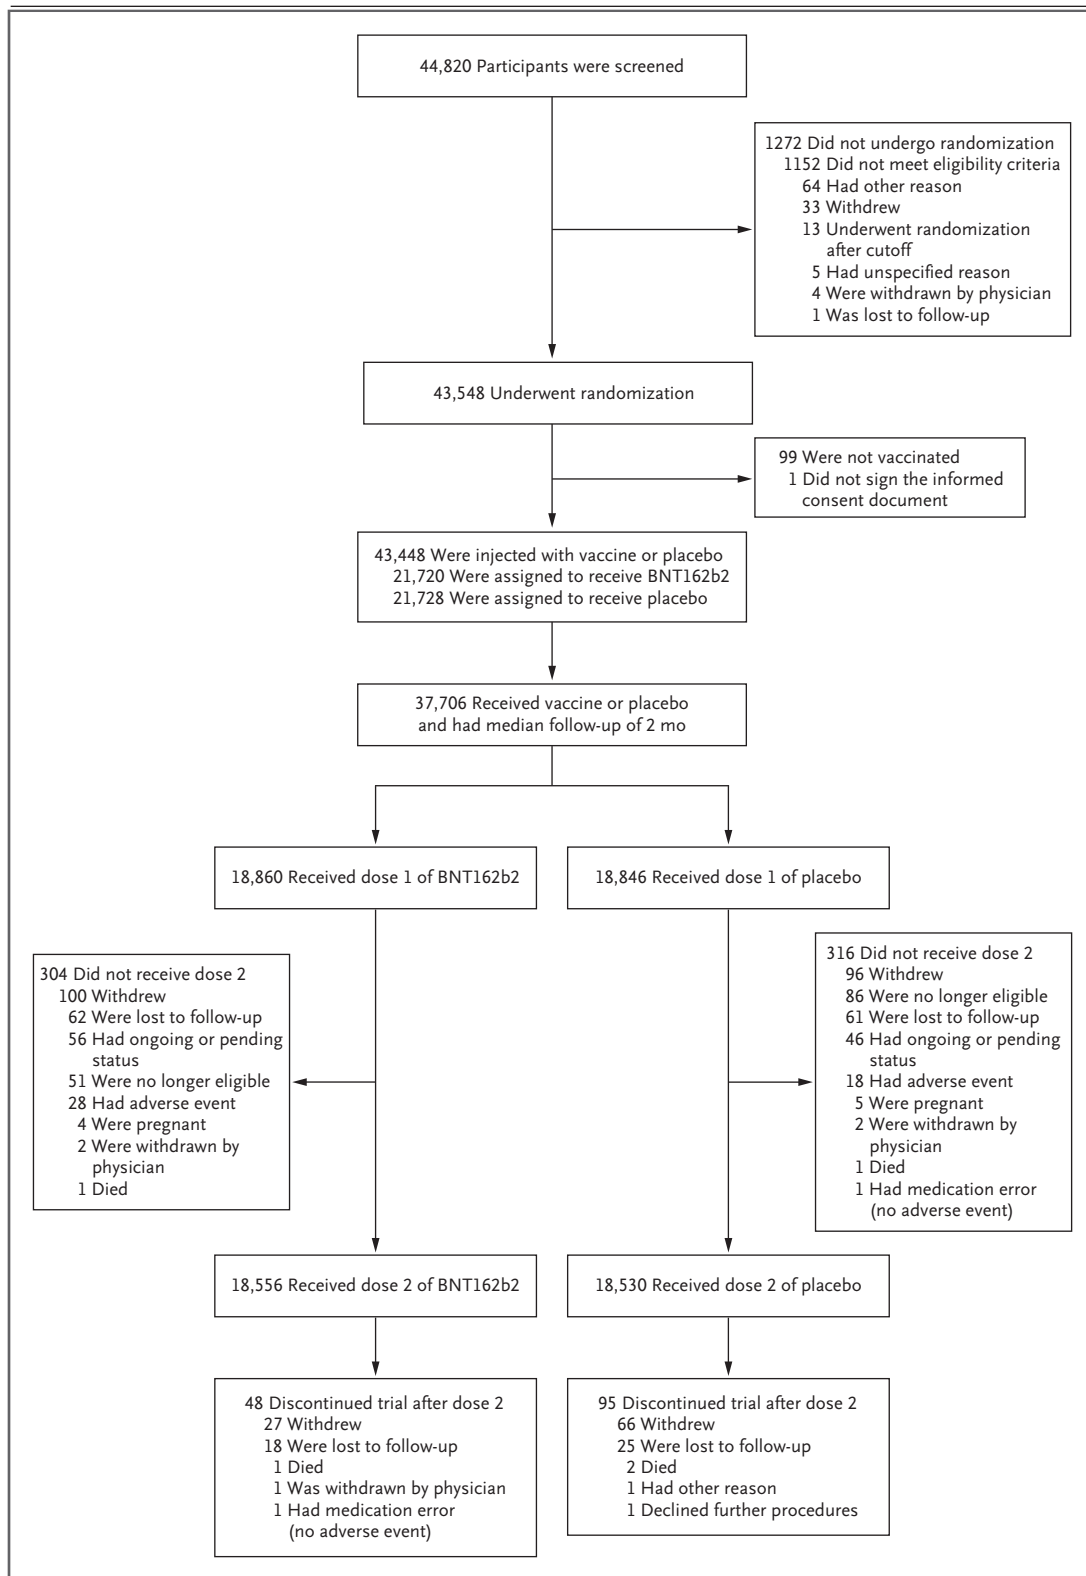 44,820 Participants were screened
1272 Did not undergo randomization
1152 Did not meet eligibility criteria
64 Had other reason
33 Withdrew
13 Underwent randomization
after cutoff
5 Had unspecified reason
4 Were withdrawn by physician
1 Was lost to follow-up
43,548 Underwent randomization
99 Were not vaccinated
1 Did not sign the informed
consent document
43,448 Were injected with vaccine or placebo
21,720 Were assigned to receive BNT162b2
21,728 Were assigned to receive placebo
37,706 Received vaccine or placebo
and had median follow-up of 2 mo
18,860 Received dose 1 of BNT162b2
18,846 Received dose 1 of placebo
304 Did not receive dose 2
100 Withdrew
62 Were lost to follow-up
56 Had ongoing or pending
status
51 Were no longer eligible
28 Had adverse event
4 Were pregnant
2 Were withdrawn by
physician
1 Died
316 Did not receive dose 2
96 Withdrew
86 Were no longer eligible
61 Were lost to follow-up
46 Had ongoing or pending
status
18 Had adverse event
5 Were pregnant
2 Were withdrawn by
physician
1 Died
1 Had medication error
(no adverse event)
18,556 Received dose 2 of BNT162b2
18,530 Received dose 2 of placebo
48 Discontinued trial after dose 2
27 Withdrew
18 Were lost to follow-up
1 Died
1 Was withdrawn by physician
1 Had medication error
(no adverse event)
95 Discontinued trial after dose 2
66 Withdrew
25 Were lost to follow-up
2 Died
1 Had other reason
1 Declined further procedures